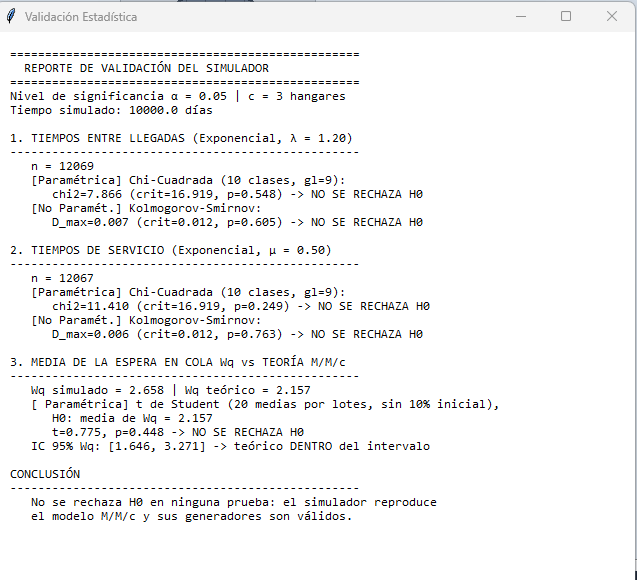 Validación Estadística
==================================================
REPORTE DE VALIDACIÓN DEL SIMULADOR
==================================================
Nivel de significancia α = 0.05 | c = 3 hangares
Tiempo simulado: 10000.0 días
1. TIEMPOS ENTRE LLEGADAS (Exponencial, λ = 1.20)
--------------------------------------------------
n = 12069
[Paramétrica] Chi-Cuadrada (10 clases, gl=9):
chi2=7.866 (crit=16.919, p=0.548) -> NO SE RECHAZA H0
[No Paramét.] Kolmogorov-Smirnov:
D_max=0.007 (crit=0.012, p=0.605) -> NO SE RECHAZA H0
2. TIEMPOS DE SERVICIO (Exponencial, μ = 0.50)
--------------------------------------------------
n = 12067
[Paramétrica] Chi-Cuadrada (10 clases, gl=9):
chi2=11.410 (crit=16.919, p=0.249) -> NO SE RECHAZA H0
[No Paramét.] Kolmogorov-Smirnov:
D_max=0.006 (crit=0.012, p=0.763) -> NO SE RECHAZA H0
3. MEDIA DE LA ESPERA EN COLA Wq vs TEORÍA M/M/c
--------------------------------------------------
Wq simulado = 2.658 | Wq teórico = 2.157
[ Paramétrica] t de Student (20 medias por lotes, sin 10% inicial),
H0: media de Wq = 2.157
t=0.775, p=0.448 -> NO SE RECHAZA H0
IC 95% Wq: [1.646, 3.271] -> teórico DENTRO del intervalo
CONCLUSIÓN
--------------------------------------------------
No se rechaza H0 en ninguna prueba: el simulador reproduce
el modelo M/M/c y sus generadores son válidos.